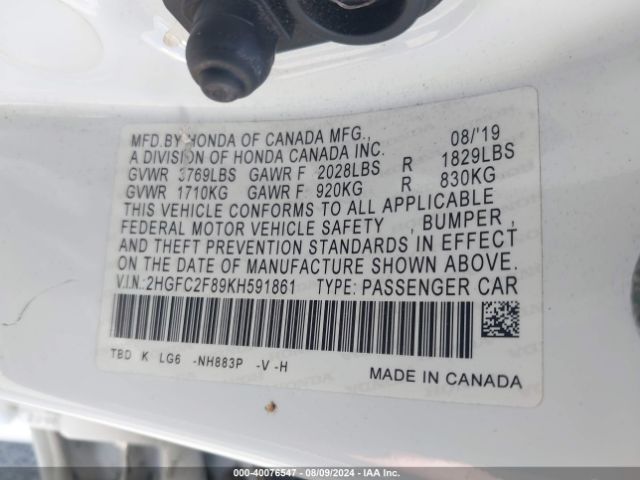 MFD.BY HONDA OF CANADA MFG., 08/'19
A DIVISION OF HONDA CANADA INC.
GVWR 3769LBS GAWR F 2028LBS R 1829LBS
GVWR 1710KG GAWR F 920KG R 830KG
THIS VEHICLE CONFORMS TO ALL APPLICABLE
FEDERAL MOTOR VEHICLE SAFETY , BUMPER ,
AND THEFT PREVENTION STANDARDS IN EFFECT
ON THE DATE OF MANUFACTURE SHOWN ABOVE.
V.I.N.:2HGFC2F89KH591861 TYPE: PASSENGER CAR
TBD K LG6 -NH883P -V -H
MADE IN CANADA
000-40076547 - 08/09/2024 - IAA Inc.